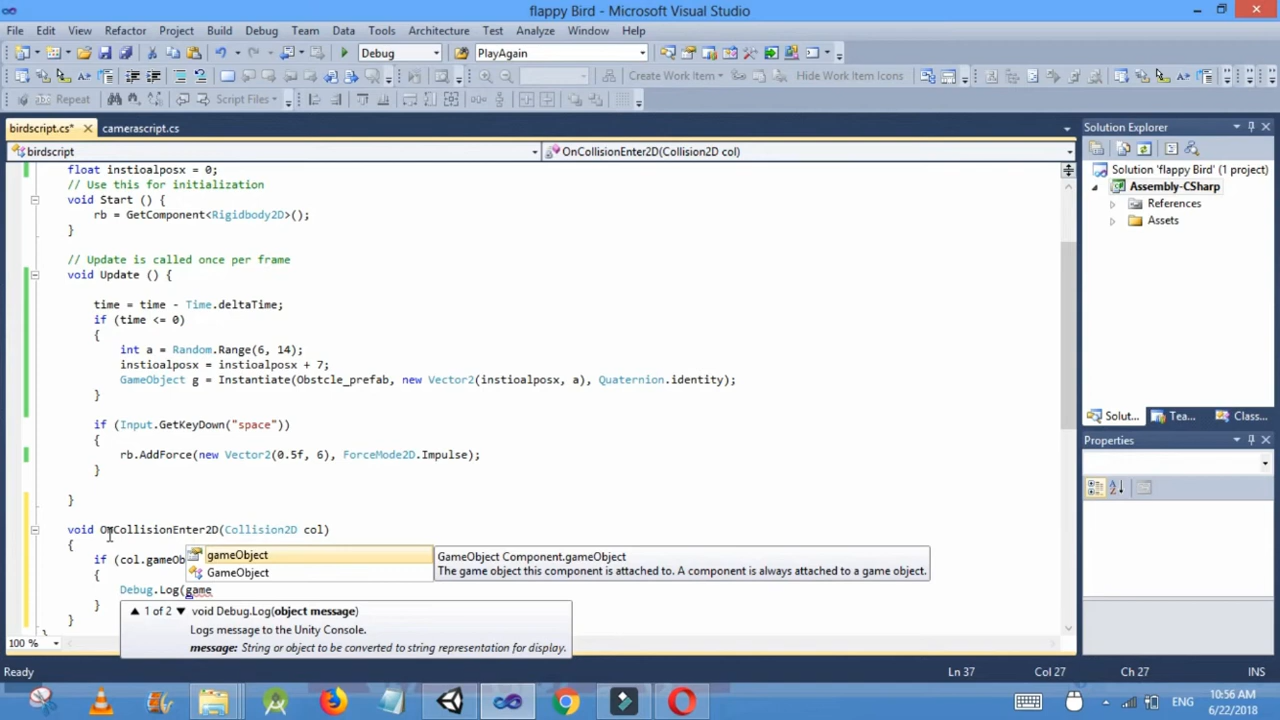 flappy Bird - Microsoft Visual Studio
File Edit View Refactor Project Build Debug Team Data Tools Architecture Test Analyze Window Help
Debug PlayAgain
Create Work Item Hide Work Item Icons
Repeat Script Files
birdscript.cs* camerascript.cs
birdscript OnCollisionEnter2D(Collision2D col)
float instioalposx = 0;
// Use this for initialization
void Start () {
rb = GetComponent<Rigidbody2D>();
}
// Update is called once per frame
void Update () {
time = time - Time.deltaTime;
if (time <= 0)
{
int a = Random.Range(6, 14);
instioalposx = instioalposx + 7;
GameObject g = Instantiate(Obstcle_prefab, new Vector2(instioalposx, a), Quaternion.identity);
}
if (Input.GetKeyDown("space"))
{
rb.AddForce(new Vector2(0.5f, 6), ForceMode2D.Impulse);
}
}
void OnCollisionEnter2D(Collision2D col)
{
if (col.gameOb
{
Debug.Log(game
}
}
gameObject
GameObject
GameObject Component.gameObject
The game object this component is attached to. A component is always attached to a game object.
1 of 2 void Debug.Log(object message)
Logs message to the Unity Console.
message: String or object to be converted to string representation for display.
100 %
Solution Explorer
Solution 'flappy Bird' (1 project)
Assembly-CSharp
References
Assets
Solut... Tea... Class...
Properties
Ready Ln 37 Col 27 Ch 27 INS
ENG
10:56 AM
6/22/2018